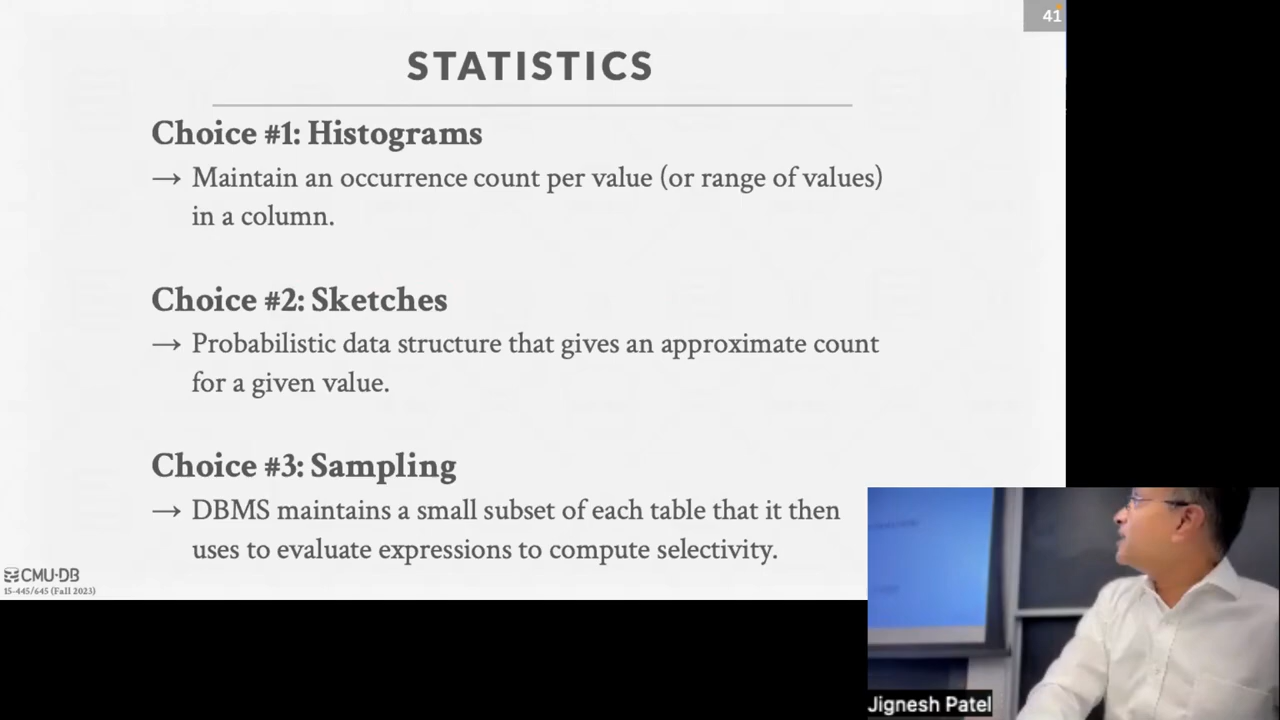 41
STATISTICS
Choice #1: Histograms
→ Maintain an occurrence count per value (or range of values)
in a column.
Choice #2: Sketches
→ Probabilistic data structure that gives an approximate count
for a given value.
Choice #3: Sampling
→ DBMS maintains a small subset of each table that it then
uses to evaluate expressions to compute selectivity.
CMU·DB
15-445/645 (Fall 2023)
Jignesh Patel